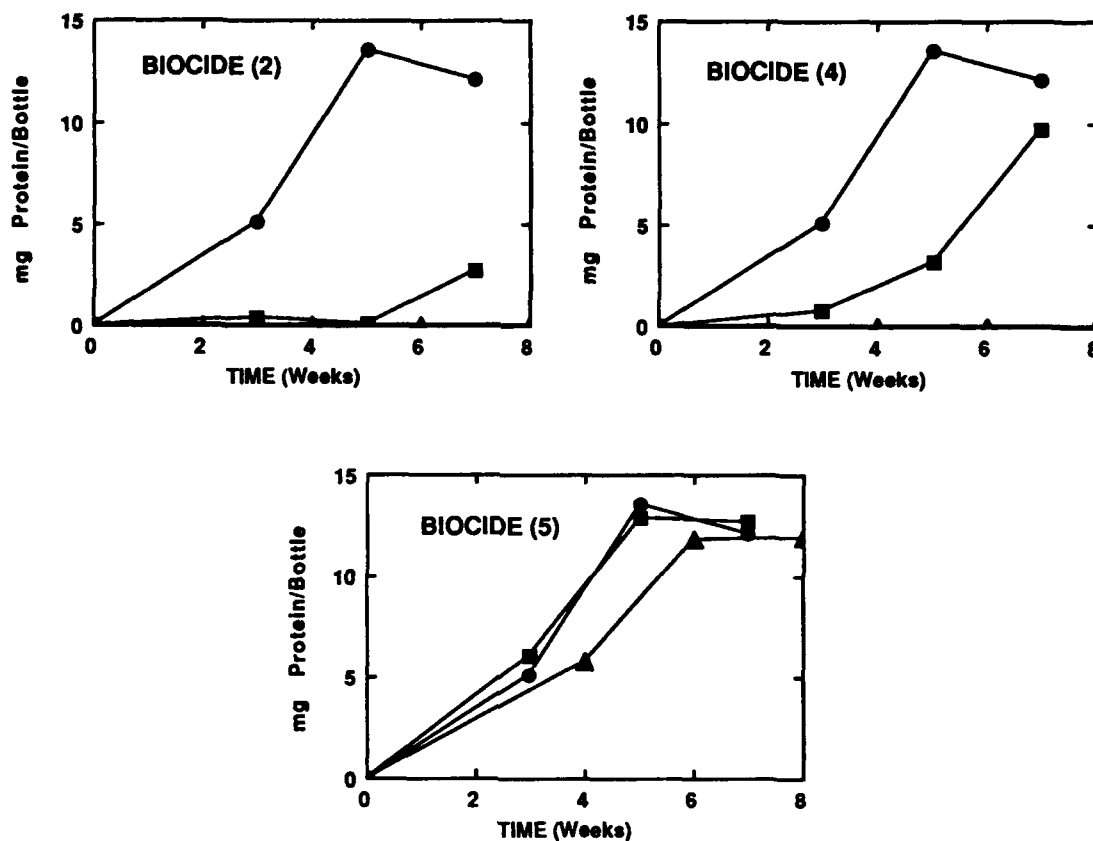 15
10
5
0
mg Protein/Bottle
BIOCIDE (2)
0 2 4 6 8
TIME (Weeks)
15
10
5
0
mg Protein/Bottle
BIOCIDE (4)
0 2 4 6 8
TIME (Weeks)
15
10
5
0
mg Protein/Bottle
BIOCIDE (5)
0 2 4 6 8
TIME (Weeks)